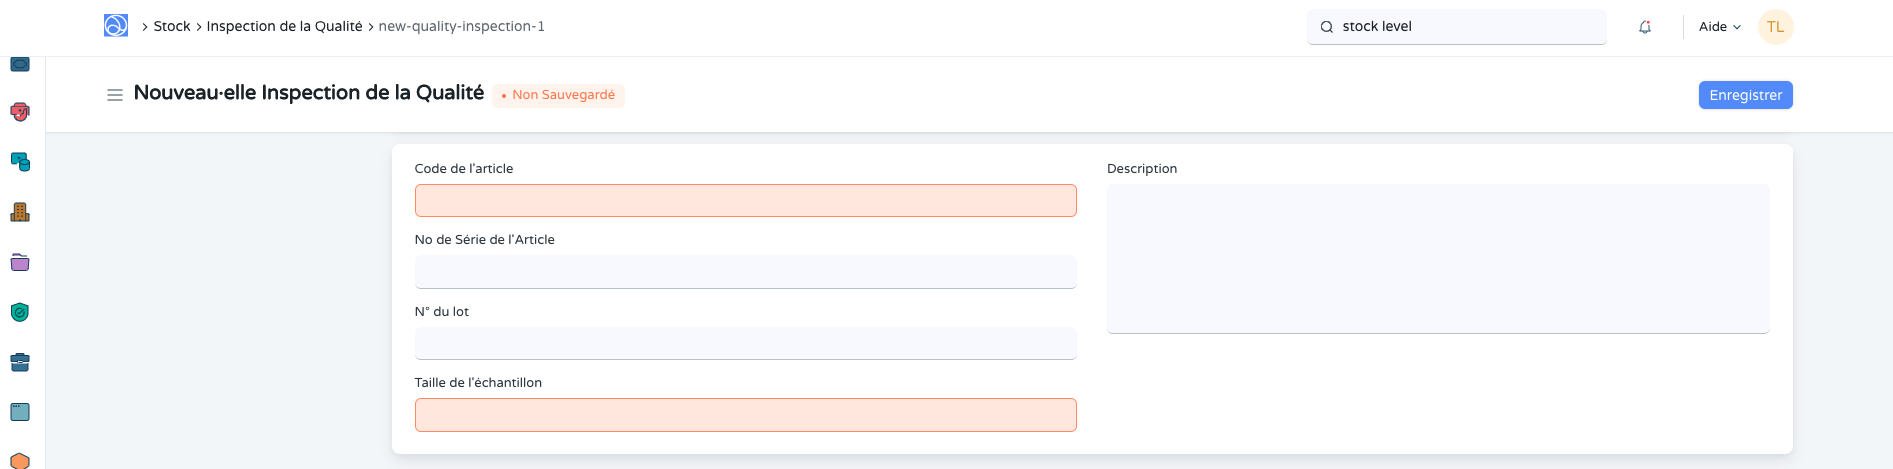 Stock Inspection de la Qualité new-quality-inspection-1
stock level
Aide
TL
Nouveau·elle Inspection de la Qualité
Non Sauvegardé
Enregistrer
Code de l'article
No de Série de l'Article
N° du lot
Taille de l'échantillon
Description